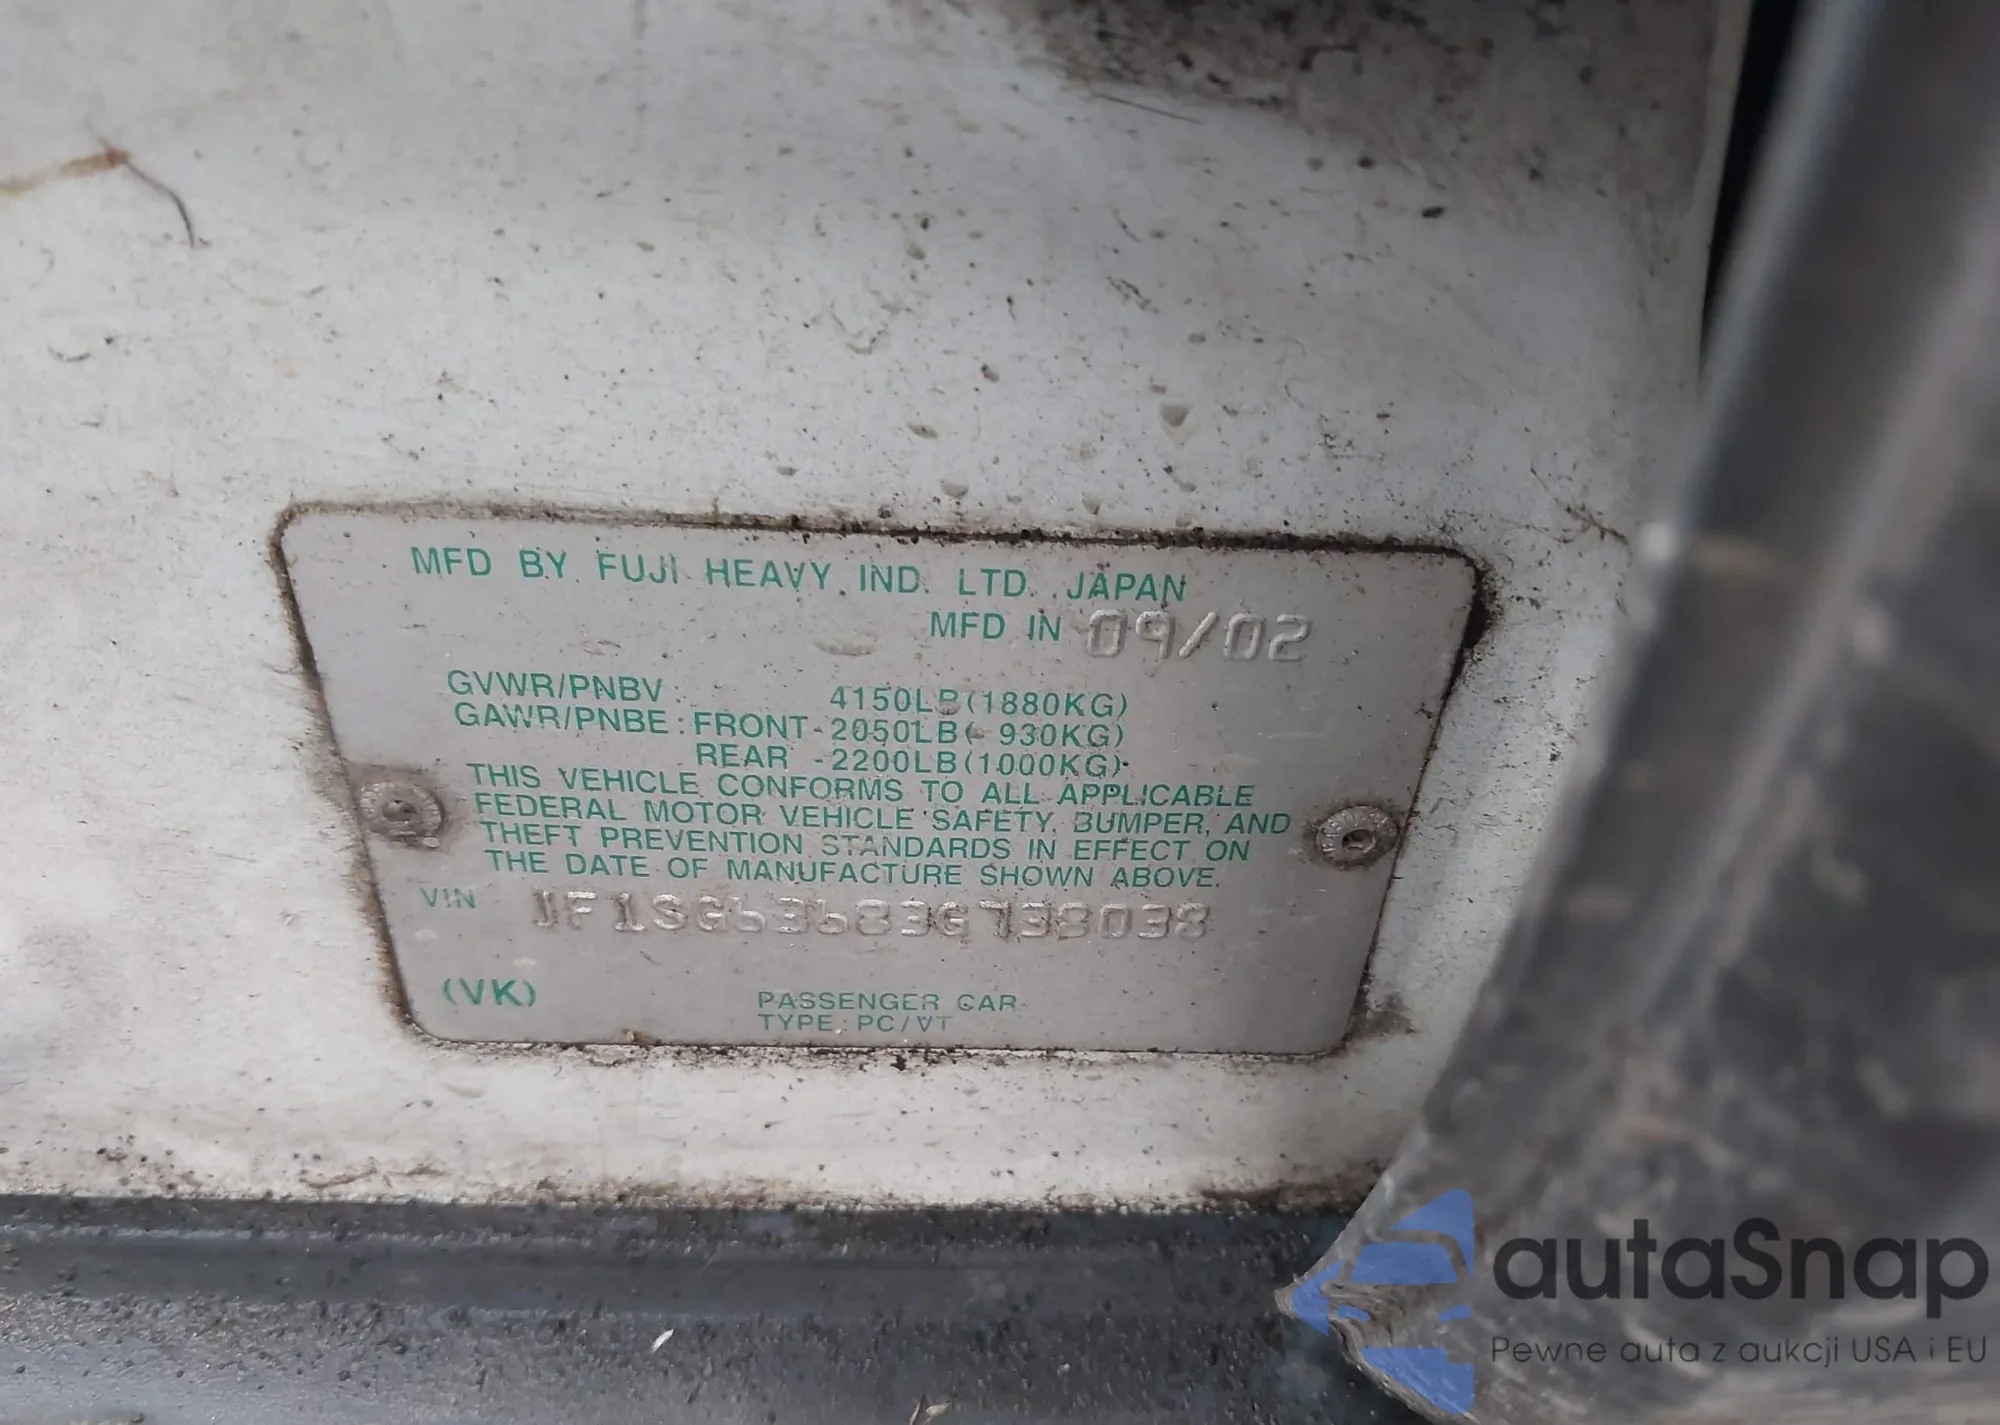 MFD BY FUJI HEAVY IND. LTD. JAPAN
MFD IN 09/02
GVWR/PNBV : 4150LB(1880KG)
GAWR/PNBE : FRONT-2050LB( 930KG)
REAR -2200LB(1000KG)
THIS VEHICLE CONFORMS TO ALL APPLICABLE
FEDERAL MOTOR VEHICLE SAFETY, BUMPER, AND
THEFT PREVENTION STANDARDS IN EFFECT ON
THE DATE OF MANUFACTURE SHOWN ABOVE.
VIN JF1SG63683G738038
(VK)
PASSENGER CAR
TYPE: PC/VT
autaSnap
Pewne auta z aukcji USA i EU